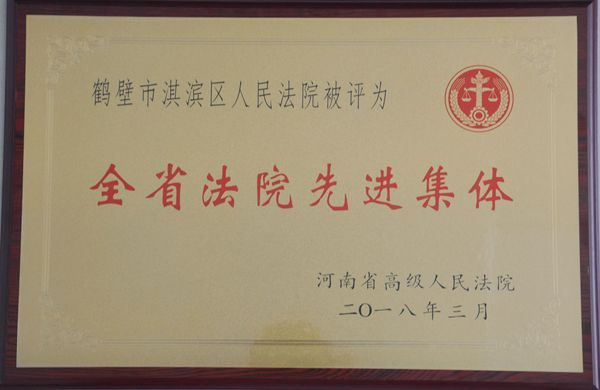 鹤壁市淇滨区人民法院被评为
全省法院先进集体
河南省高级人民法院
二〇一八年三月